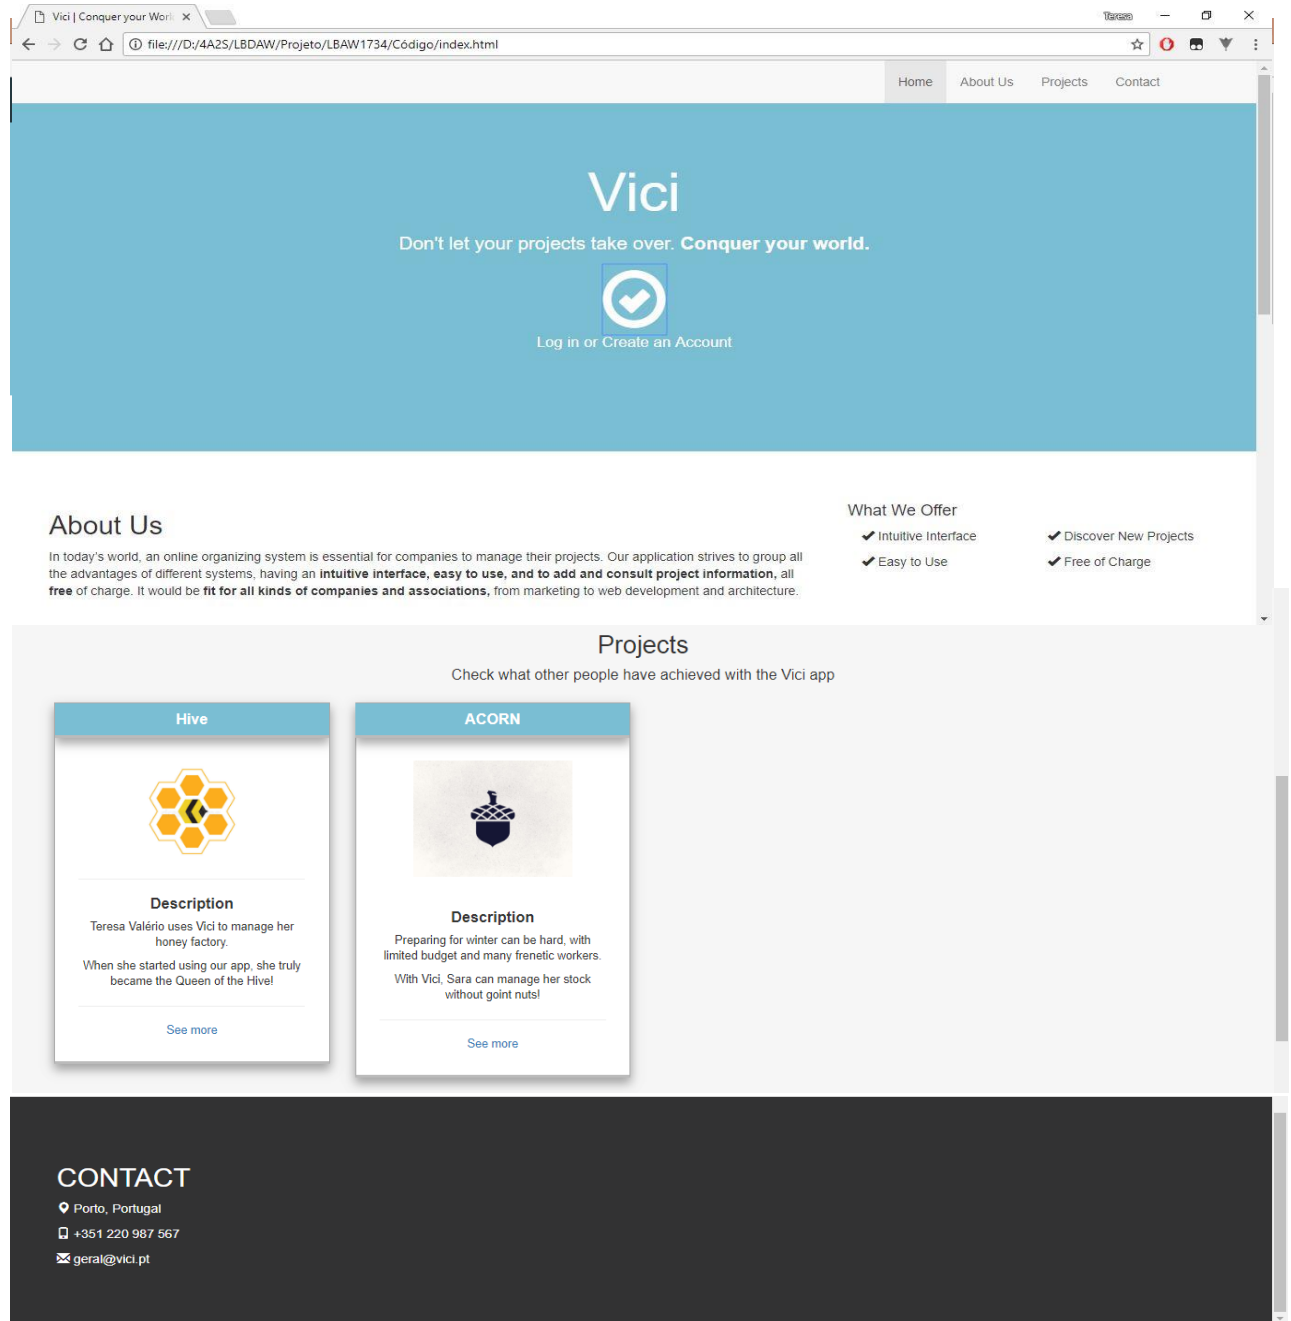 Vici | Conquer your Worl
Teresa
file:///D:/4A2S/LBDAW/Projeto/LBAW1734/Código/index.html
Home About Us Projects Contact
Vici
Don't let your projects take over. Conquer your world.
Log in or Create an Account
About Us
In today's world, an online organizing system is essential for companies to manage their projects. Our application strives to group all
the advantages of different systems, having an intuitive interface, easy to use, and to add and consult project information, all
free of charge. It would be fit for all kinds of companies and associations, from marketing to web development and architecture.
What We Offer
Intuitive Interface
Discover New Projects
Easy to Use
Free of Charge
Projects
Check what other people have achieved with the Vici app
Hive
Description
Teresa Valério uses Vici to manage her
honey factory.
When she started using our app, she truly
became the Queen of the Hive!
See more
ACORN
Description
Preparing for winter can be hard, with
limited budget and many frenetic workers.
With Vici, Sara can manage her stock
without goint nuts!
See more
CONTACT
Porto, Portugal
+351 220 987 567
geral@vici.pt